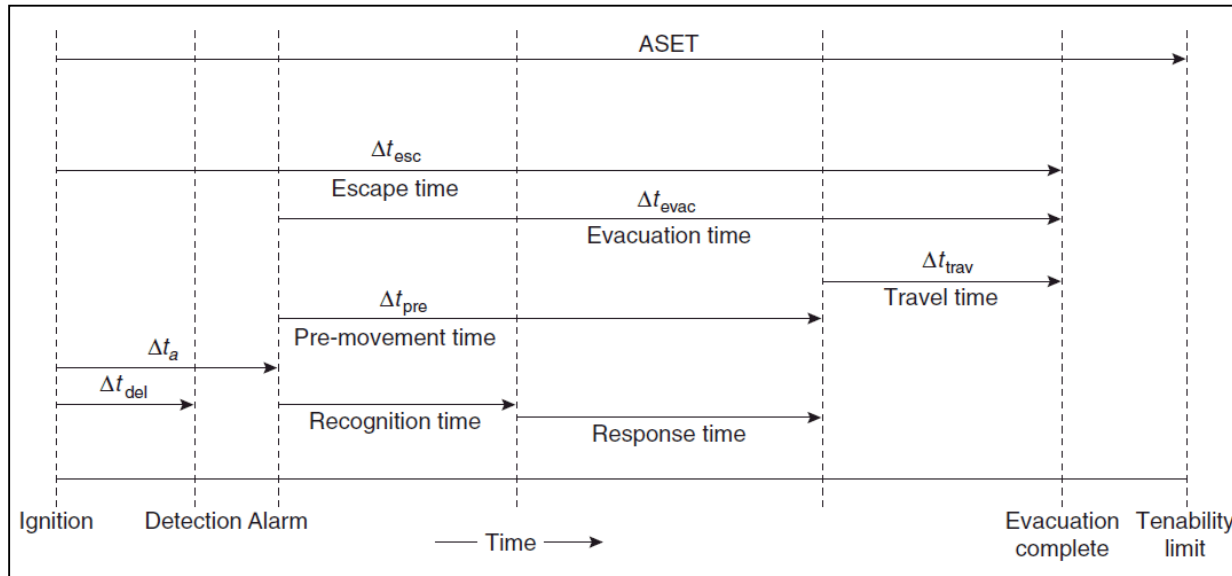 ASET
Δt_esc
Escape time
Δt_evac
Evacuation time
Δt_trav
Travel time
Δt_pre
Pre-movement time
Δt_a
Δt_del
Recognition time
Response time
Ignition
Detection
Alarm
Time
Evacuation
complete
Tenability
limit